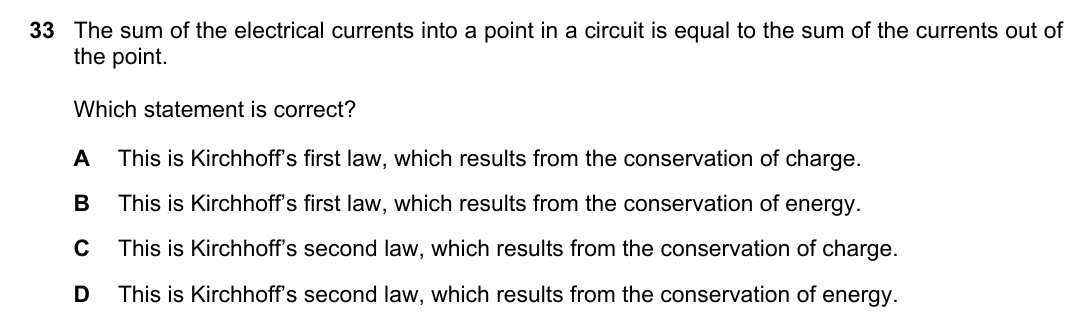 33 The sum of the electrical currents into a point in a circuit is equal to the sum of the currents out of
the point.
Which statement is correct?
A This is Kirchhoff’s first law, which results from the conservation of charge.
B This is Kirchhoff’s first law, which results from the conservation of energy.
C This is Kirchhoff’s second law, which results from the conservation of charge.
D This is Kirchhoff’s second law, which results from the conservation of energy.